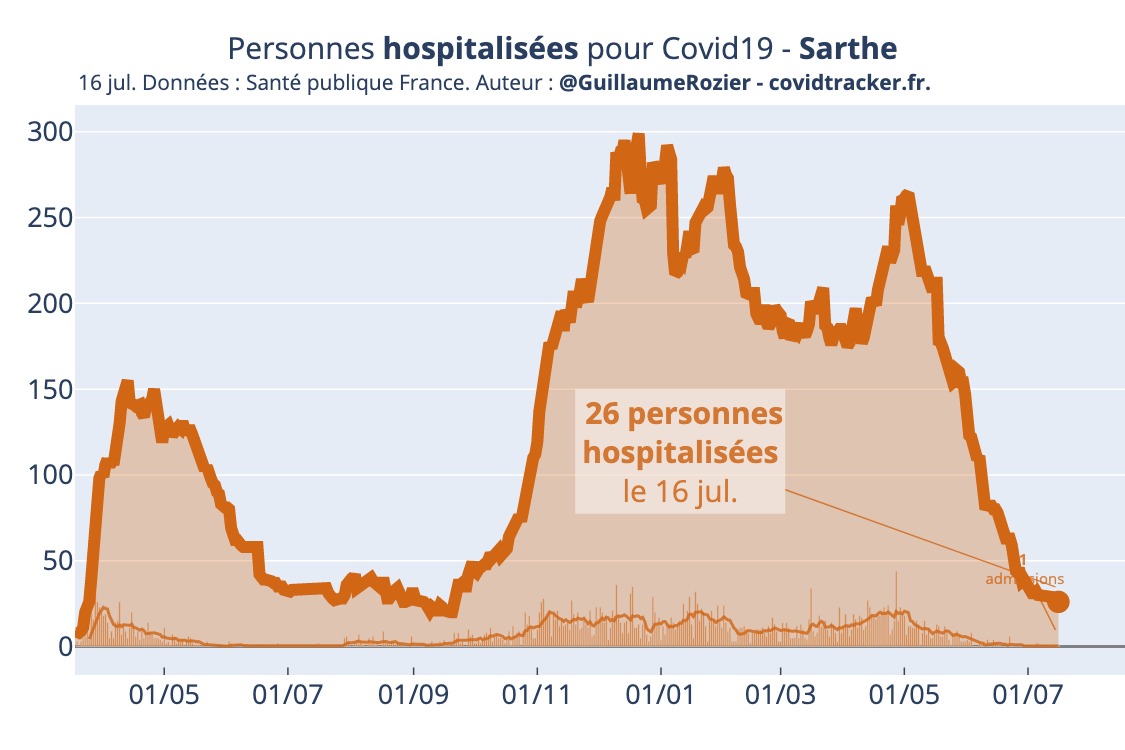 Personnes hospitalisées pour Covid19 - Sarthe
16 jul. Données : Santé publique France. Auteur : @GuillaumeRozier - covidtracker.fr.
300
250
200
150
100
50
0
26 personnes
hospitalisées
le 16 jul.
1
admissions
01/05 01/07 01/09 01/11 01/01 01/03 01/05 01/07